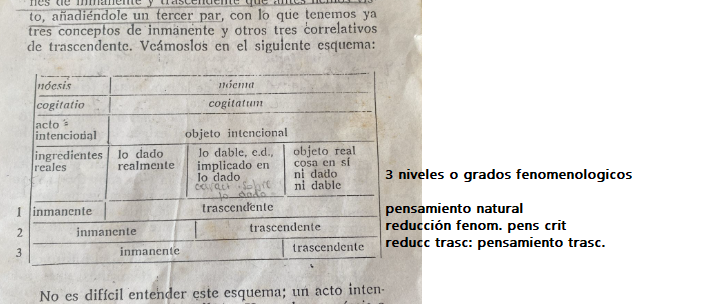 nes de inmanente y trascendente que antes hemos vis-
to, añadiéndole un tercer par, con lo que tenemos ya
tres conceptos de inmanente y otros tres correlativos
de trascendente. Veámoslos en el siguiente esquema:
nóesis nóema
cogitatio cogitatum
acto intencional objeto intencional
ingredientes lo dado lo dable, e.d., objeto real
reales realmente implicado en cosa en sí
lo dado ni dado
ni dable
lo dado
3 niveles o grados fenomenologicos
1 inmanente trascendente pensamiento natural
2 inmanente trascendente reducción fenom. pens crit
3 inmanente trascendente reducc trasc: pensamiento trasc.
No es difícil entender este esquema; un acto inten-